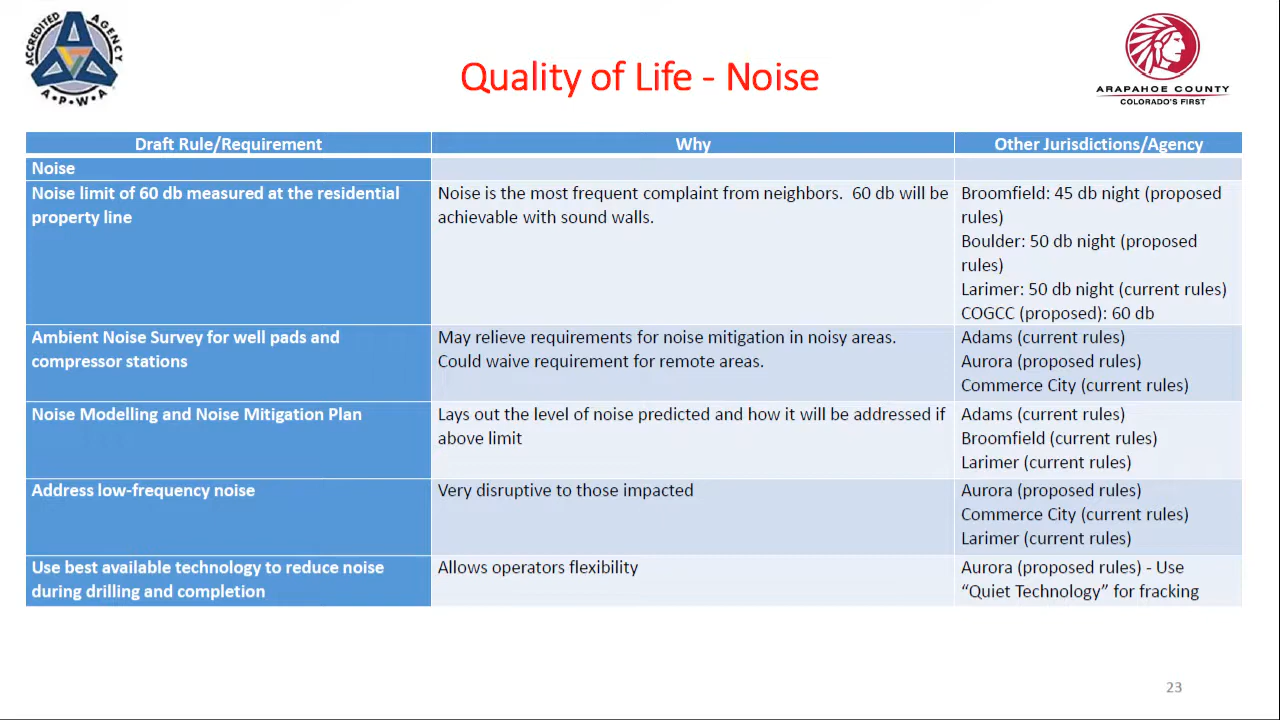 ACCREDITED AGENCY
A·P·W·A
ARAPAHOE COUNTY
COLORADO'S FIRST
Quality of Life - Noise
Draft Rule/Requirement
Why
Other Jurisdictions/Agency
Noise
Noise limit of 60 db measured at the residential
property line
Noise is the most frequent complaint from neighbors.  60 db will be
achievable with sound walls.
Broomfield: 45 db night (proposed
rules)
Boulder: 50 db night (proposed
rules)
Larimer: 50 db night (current rules)
COGCC (proposed): 60 db
Ambient Noise Survey for well pads and
compressor stations
May relieve requirements for noise mitigation in noisy areas.
Could waive requirement for remote areas.
Adams (current rules)
Aurora (proposed rules)
Commerce City (current rules)
Noise Modelling and Noise Mitigation Plan
Lays out the level of noise predicted and how it will be addressed if
above limit
Adams (current rules)
Broomfield (current rules)
Larimer (current rules)
Address low-frequency noise
Very disruptive to those impacted
Aurora (proposed rules)
Commerce City (current rules)
Larimer (current rules)
Use best available technology to reduce noise
during drilling and completion
Allows operators flexibility
Aurora (proposed rules) - Use
“Quiet Technology” for fracking
23